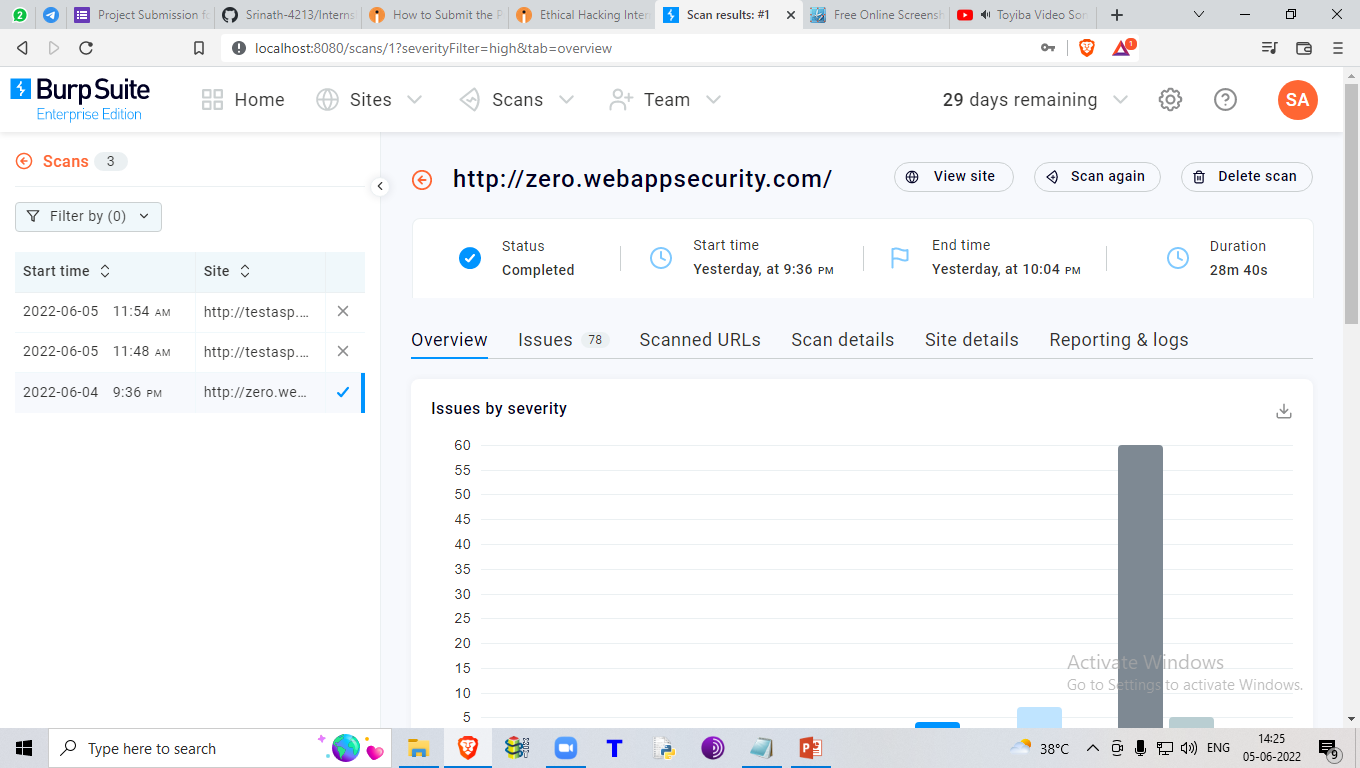 2
Project Submission fo
Srinath-4213/Interns
How to Submit the P
Ethical Hacking Inter
Scan results: #1
Free Online Screensh
Toyiba Video Son
localhost:8080/scans/1?severityFilter=high&tab=overview
1
Burp Suite
Enterprise Edition
Home
Sites
Scans
Team
29 days remaining
SA
Scans 3
Filter by (0)
Start time Site
2022-06-05 11:54 AM http://testasp....
2022-06-05 11:48 AM http://testasp....
2022-06-04 9:36 PM http://zero.we...
http://zero.webappsecurity.com/
View site
Scan again
Delete scan
Status
Completed
Start time
Yesterday, at 9:36 PM
End time
Yesterday, at 10:04 PM
Duration
28m 40s
Overview
Issues 78
Scanned URLs
Scan details
Site details
Reporting & logs
Issues by severity
60
55
50
45
40
35
30
25
20
15
10
5
Activate Windows
Go to Settings to activate Windows.
Type here to search
T
38°C
ENG
14:25
05-06-2022
9